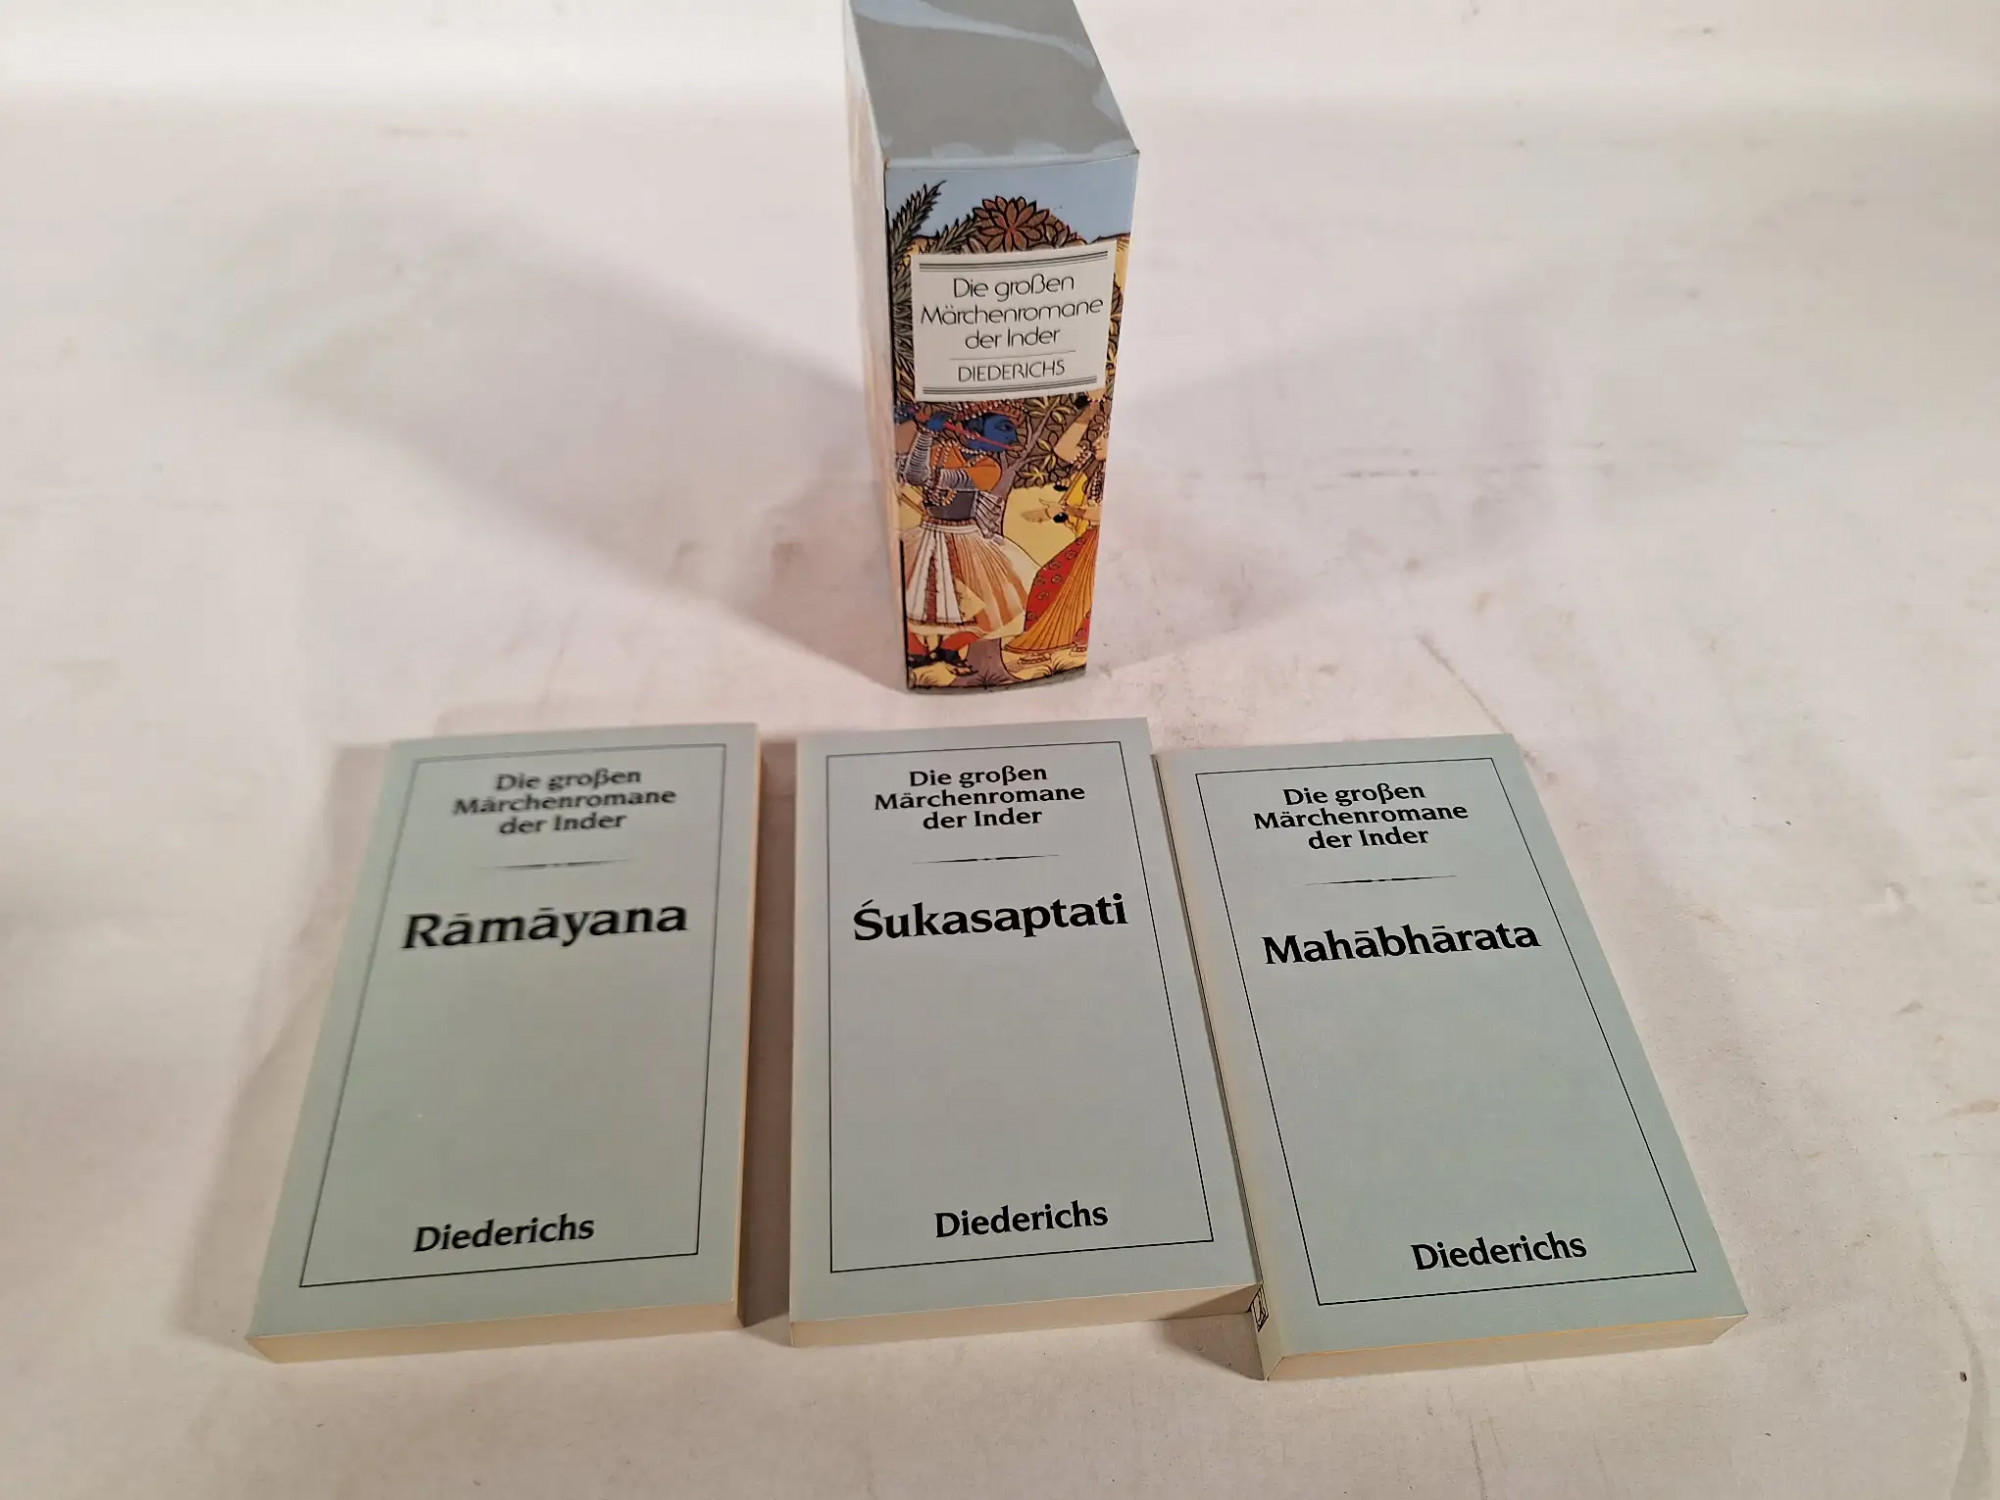 Die großen
Märchenromane
der Inder
DIEDERICHS
Die großen
Märchenromane
der Inder
Rāmāyana
Diederichs
Die großen
Märchenromane
der Inder
Śukasaptati
Diederichs
Die großen
Märchenromane
der Inder
Mahābhārata
Diederichs